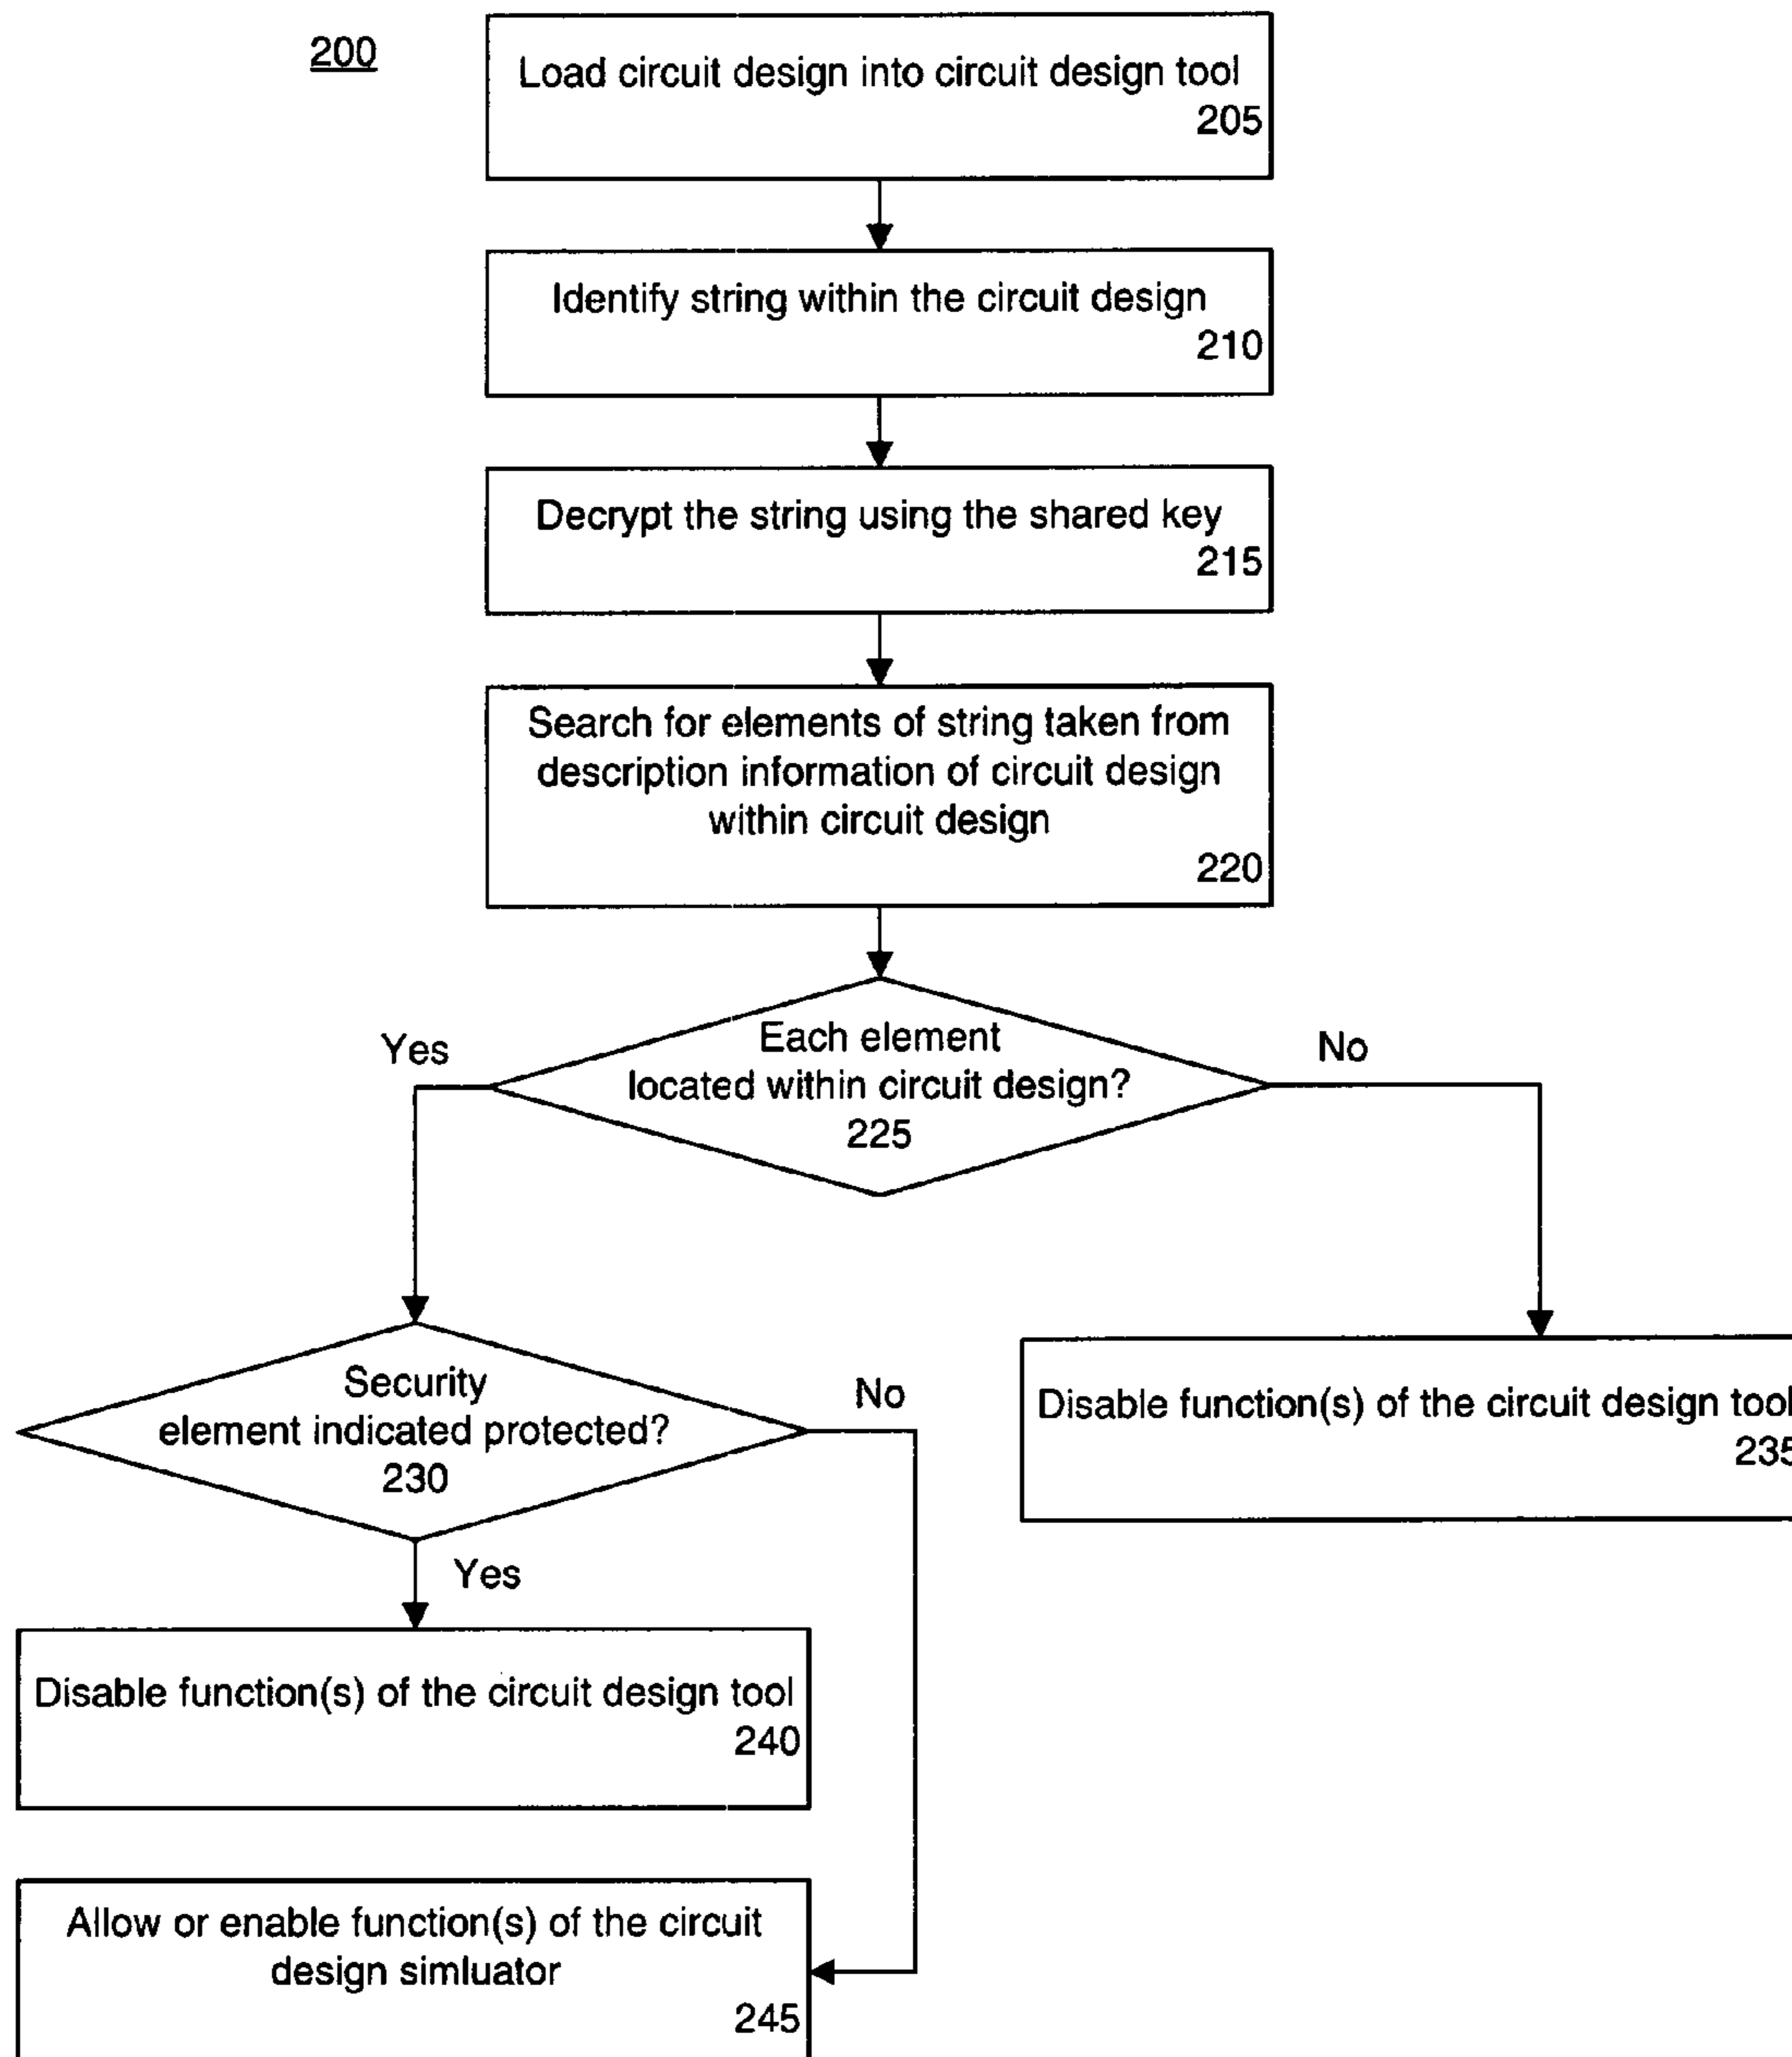 200
Load circuit design into circuit design tool
205
Identify string within the circuit design
210
Decrypt the string using the shared key
215
Search for elements of string taken from
description information of circuit design
within circuit design
220
Each element
located within circuit design?
225
Yes
No
Security
element indicated protected?
230
No
Yes
Disable function(s) of the circuit design tool
235
Disable function(s) of the circuit design tool
240
Allow or enable function(s) of the circuit
design simluator
245